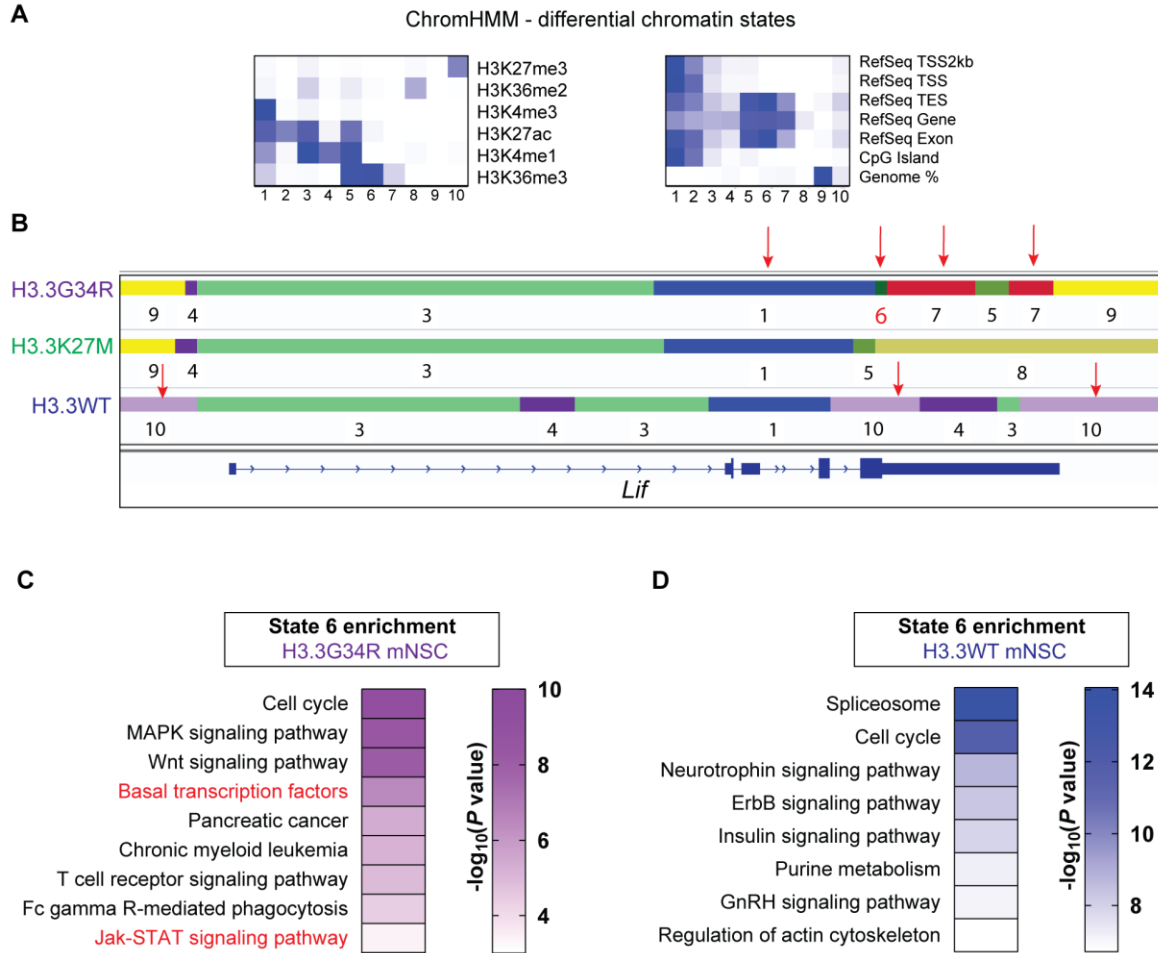 A
ChromHMM - differential chromatin states
H3K27me3
H3K36me2
H3K4me3
H3K27ac
H3K4me1
H3K36me3
1 2 3 4 5 6 7 8 9 10
RefSeq TSS2kb
RefSeq TSS
RefSeq TES
RefSeq Gene
RefSeq Exon
CpG Island
Genome %
1 2 3 4 5 6 7 8 9 10
B
H3.3G34R
9 4 3 1 6 7 5 7 9
H3.3K27M
9 4 3 1 5 8
H3.3WT
10 3 4 3 1 10 4 3 10
Lif
C
State 6 enrichment
H3.3G34R mNSC
Cell cycle
MAPK signaling pathway
Wnt signaling pathway
Basal transcription factors
Pancreatic cancer
Chronic myeloid leukemia
T cell receptor signaling pathway
Fc gamma R-mediated phagocytosis
Jak-STAT signaling pathway
10
8
6
4
-log10(P value)
D
State 6 enrichment
H3.3WT mNSC
Spliceosome
Cell cycle
Neurotrophin signaling pathway
ErbB signaling pathway
Insulin signaling pathway
Purine metabolism
GnRH signaling pathway
Regulation of actin cytoskeleton
14
12
10
8
-log10(P value)